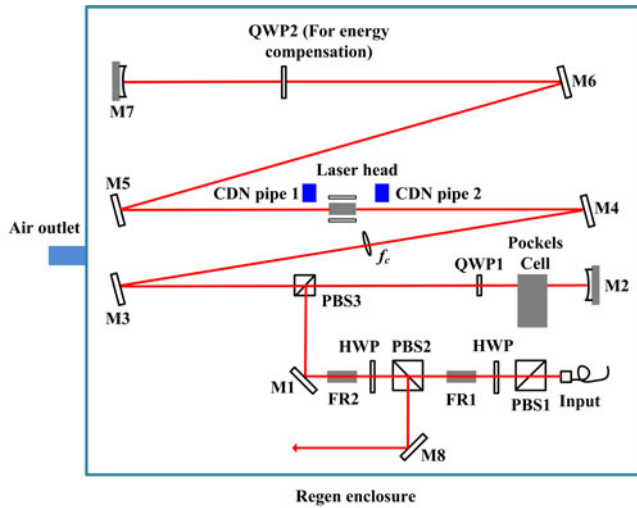 QWP2 (For energy
compensation)
M7
M6
Laser head
M5
CDN pipe 1
CDN pipe 2
M4
Air outlet
f_c
Pockels
Cell
QWP1
M2
M3
PBS3
HWP
PBS2
HWP
M1
FR2
FR1
PBS1
Input
M8
Regen enclosure